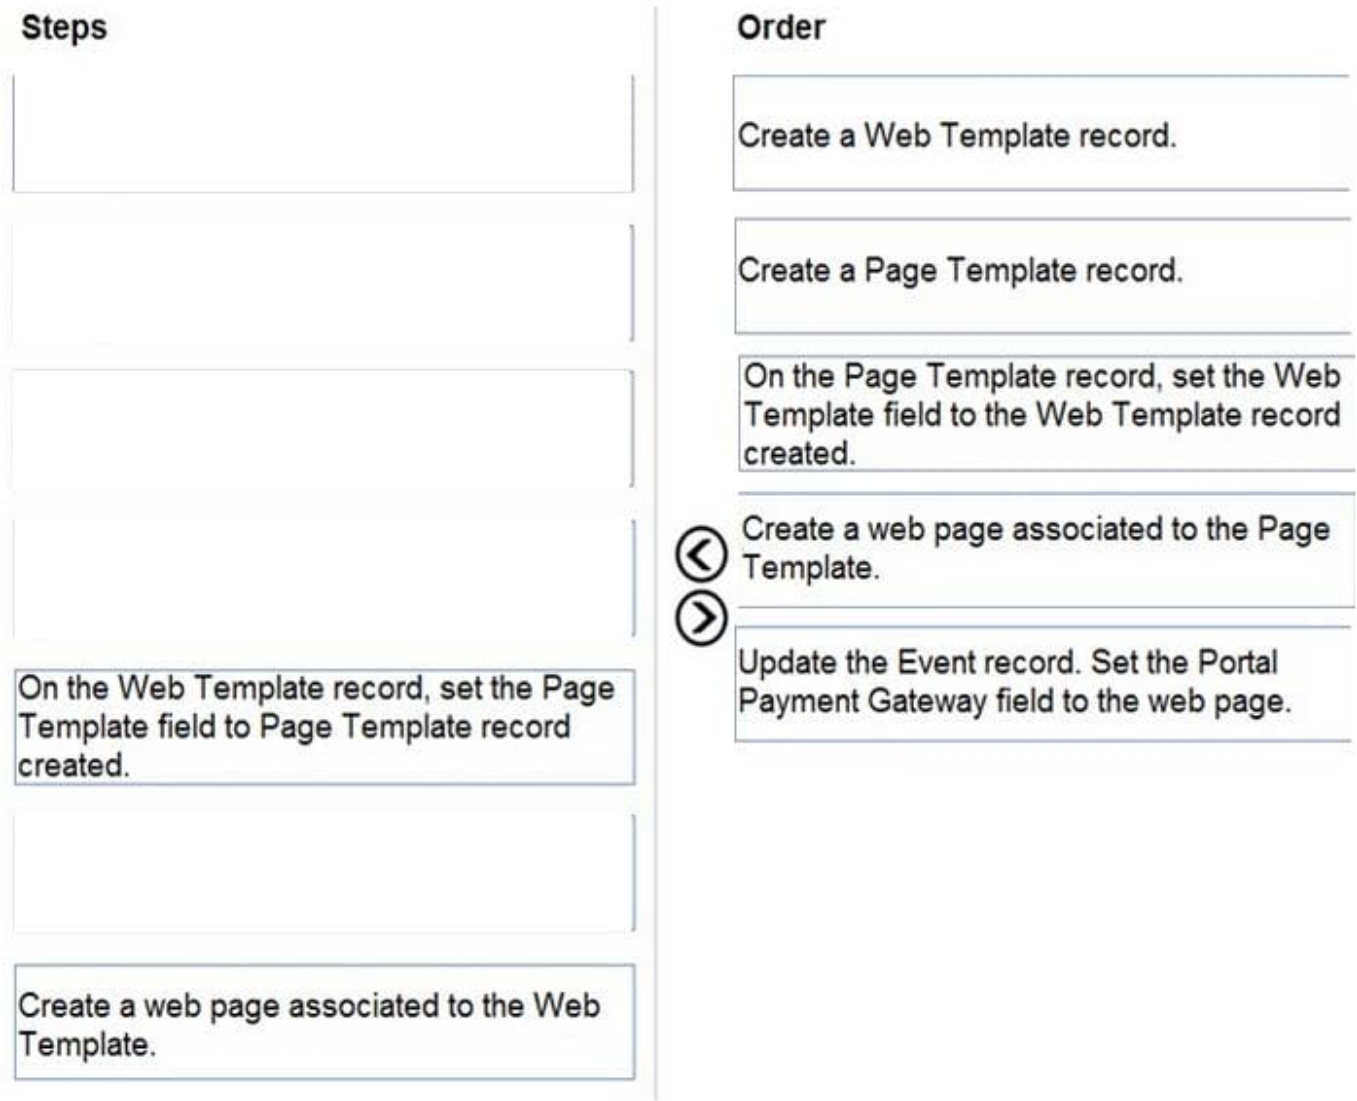 Steps
On the Web Template record, set the Page
Template field to Page Template record
created.
Create a web page associated to the Web
Template.
Order
Create a Web Template record.
Create a Page Template record.
On the Page Template record, set the Web
Template field to the Web Template record
created.
Create a web page associated to the Page
Template.
Update the Event record. Set the Portal
Payment Gateway field to the web page.